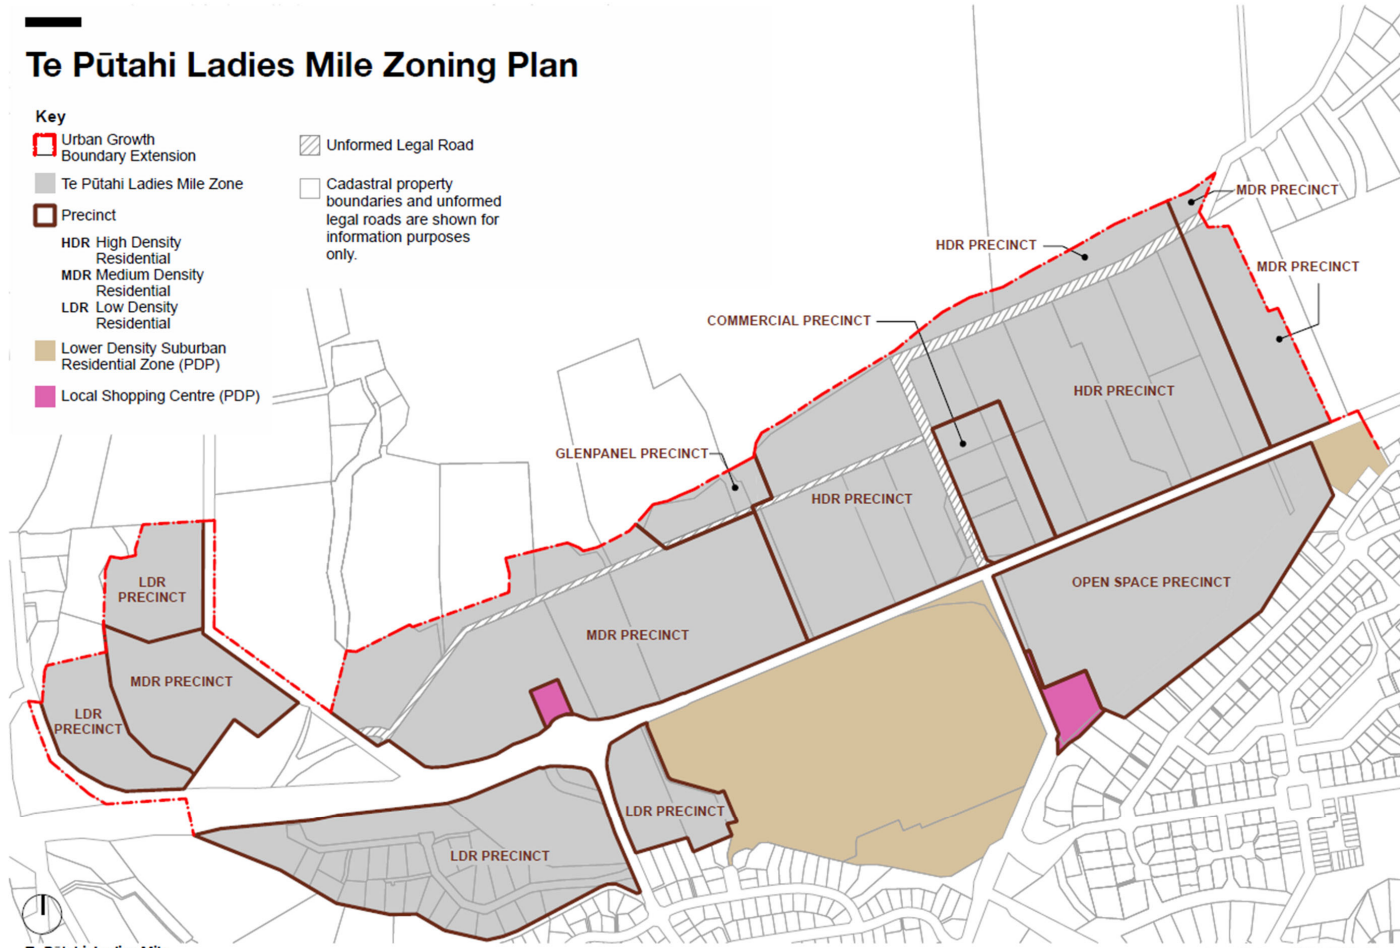 Te Pūtahi Ladies Mile Zoning Plan
Key
Urban Growth
Boundary Extension
Te Pūtahi Ladies Mile Zone
Precinct
HDR High Density
Residential
MDR Medium Density
Residential
LDR Low Density
Residential
Lower Density Suburban
Residential Zone (PDP)
Local Shopping Centre (PDP)
Unformed Legal Road
Cadastral property
boundaries and unformed
legal roads are shown for
information purposes
only.
MDR PRECINCT
HDR PRECINCT
MDR PRECINCT
COMMERCIAL PRECINCT
HDR PRECINCT
GLENPANEL PRECINCT
HDR PRECINCT
LDR
PRECINCT
OPEN SPACE PRECINCT
MDR PRECINCT
MDR PRECINCT
LDR
PRECINCT
LDR PRECINCT
LDR PRECINCT